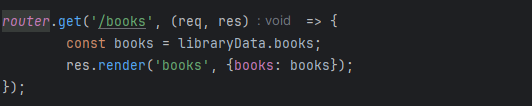 router.get('/books', (req, res) : void => {
const books = libraryData.books;
res.render('books', {books: books});
});